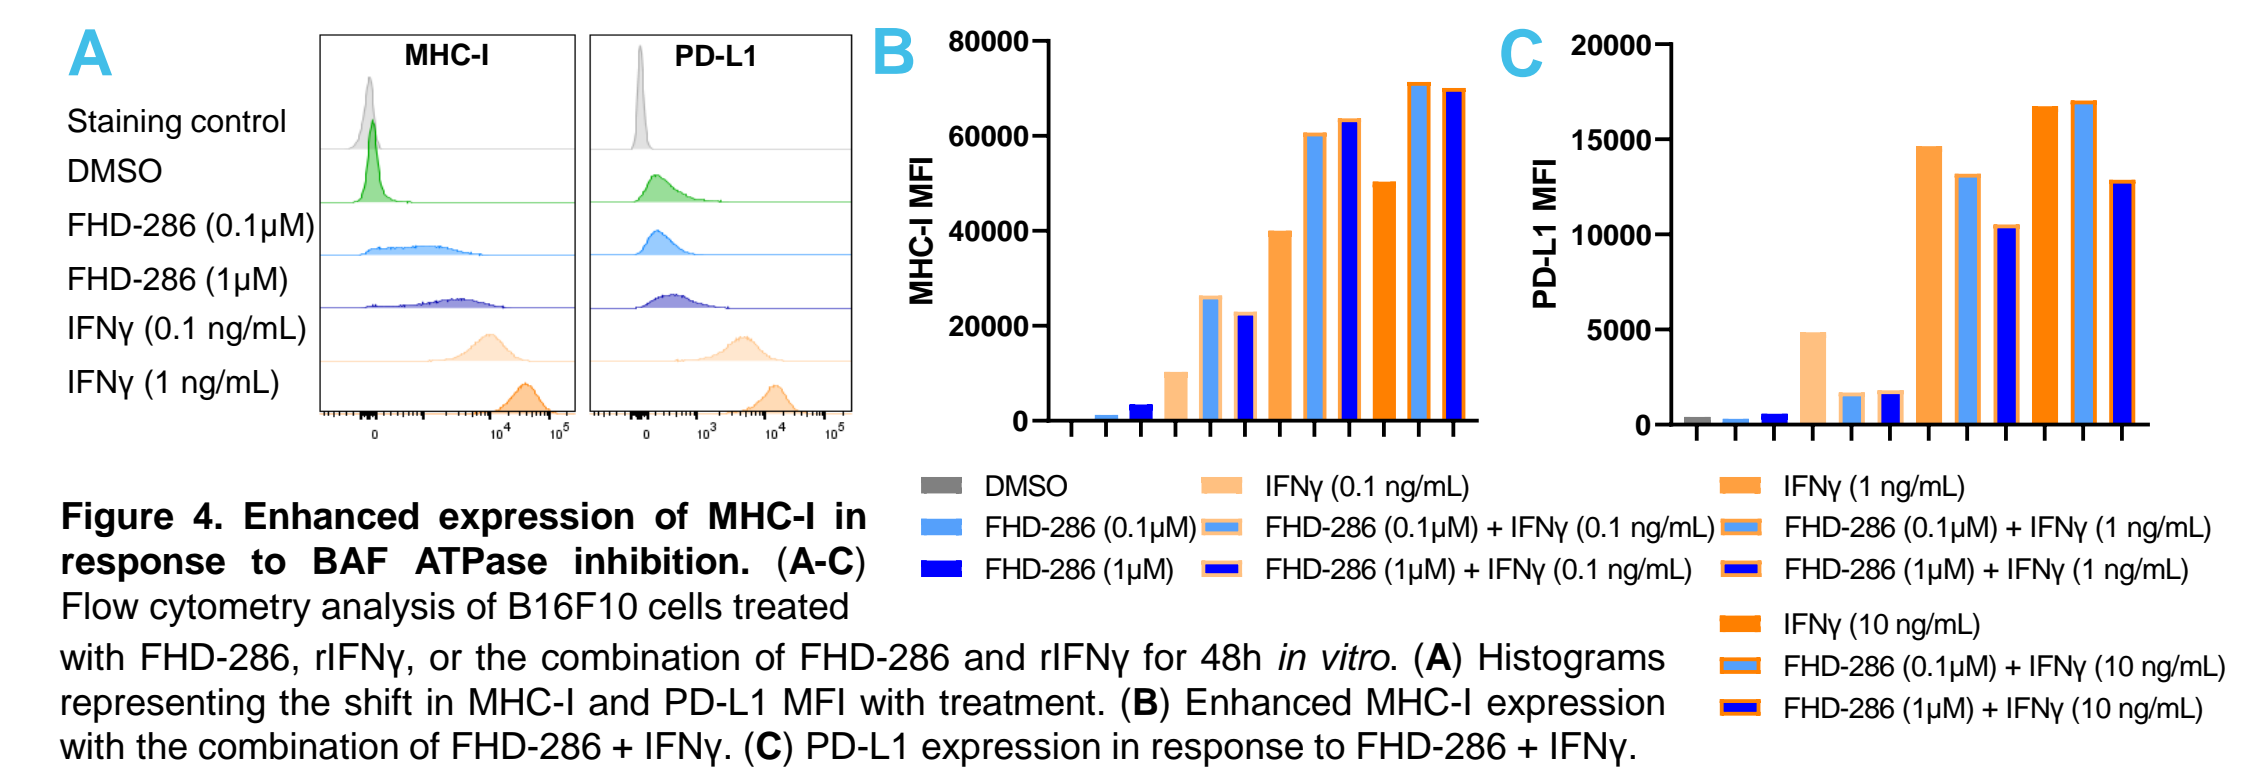 A
MHC-I
PD-L1
Staining control
DMSO
FHD-286 (0.1µM)
FHD-286 (1µM)
IFNγ (0.1 ng/mL)
IFNγ (1 ng/mL)
0
10^4
10^5
0
10^3
10^4
10^5
B
MHC-I MFI
80000
60000
40000
20000
0
C
PD-L1 MFI
20000
15000
10000
5000
0
DMSO
FHD-286 (0.1µM)
FHD-286 (1µM)
IFNγ (0.1 ng/mL)
FHD-286 (0.1µM) + IFNγ (0.1 ng/mL)
FHD-286 (1µM) + IFNγ (0.1 ng/mL)
IFNγ (1 ng/mL)
FHD-286 (0.1µM) + IFNγ (1 ng/mL)
FHD-286 (1µM) + IFNγ (1 ng/mL)
IFNγ (10 ng/mL)
FHD-286 (0.1µM) + IFNγ (10 ng/mL)
FHD-286 (1µM) + IFNγ (10 ng/mL)
Figure 4. Enhanced expression of MHC-I in
response to BAF ATPase inhibition. (A-C)
Flow cytometry analysis of B16F10 cells treated
with FHD-286, rIFNγ, or the combination of FHD-286 and rIFNγ for 48h in vitro. (A) Histograms
representing the shift in MHC-I and PD-L1 MFI with treatment. (B) Enhanced MHC-I expression
with the combination of FHD-286 + IFNγ. (C) PD-L1 expression in response to FHD-286 + IFNγ.